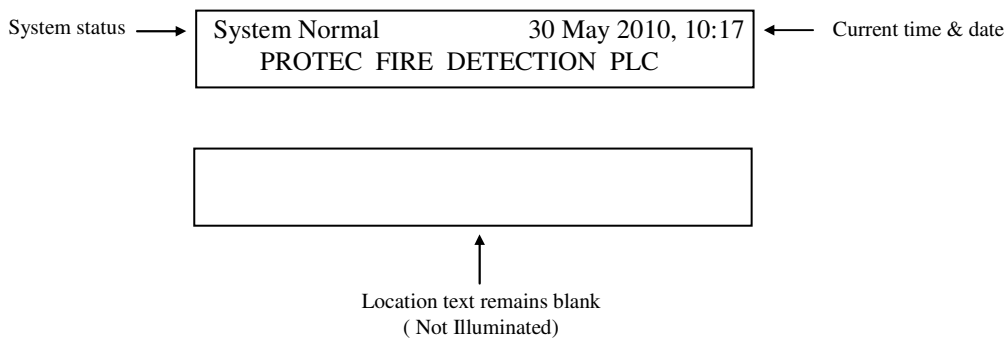 System status
System Normal 30 May 2010, 10:17
Current time & date
PROTEC FIRE DETECTION PLC
Location text remains blank
( Not Illuminated)